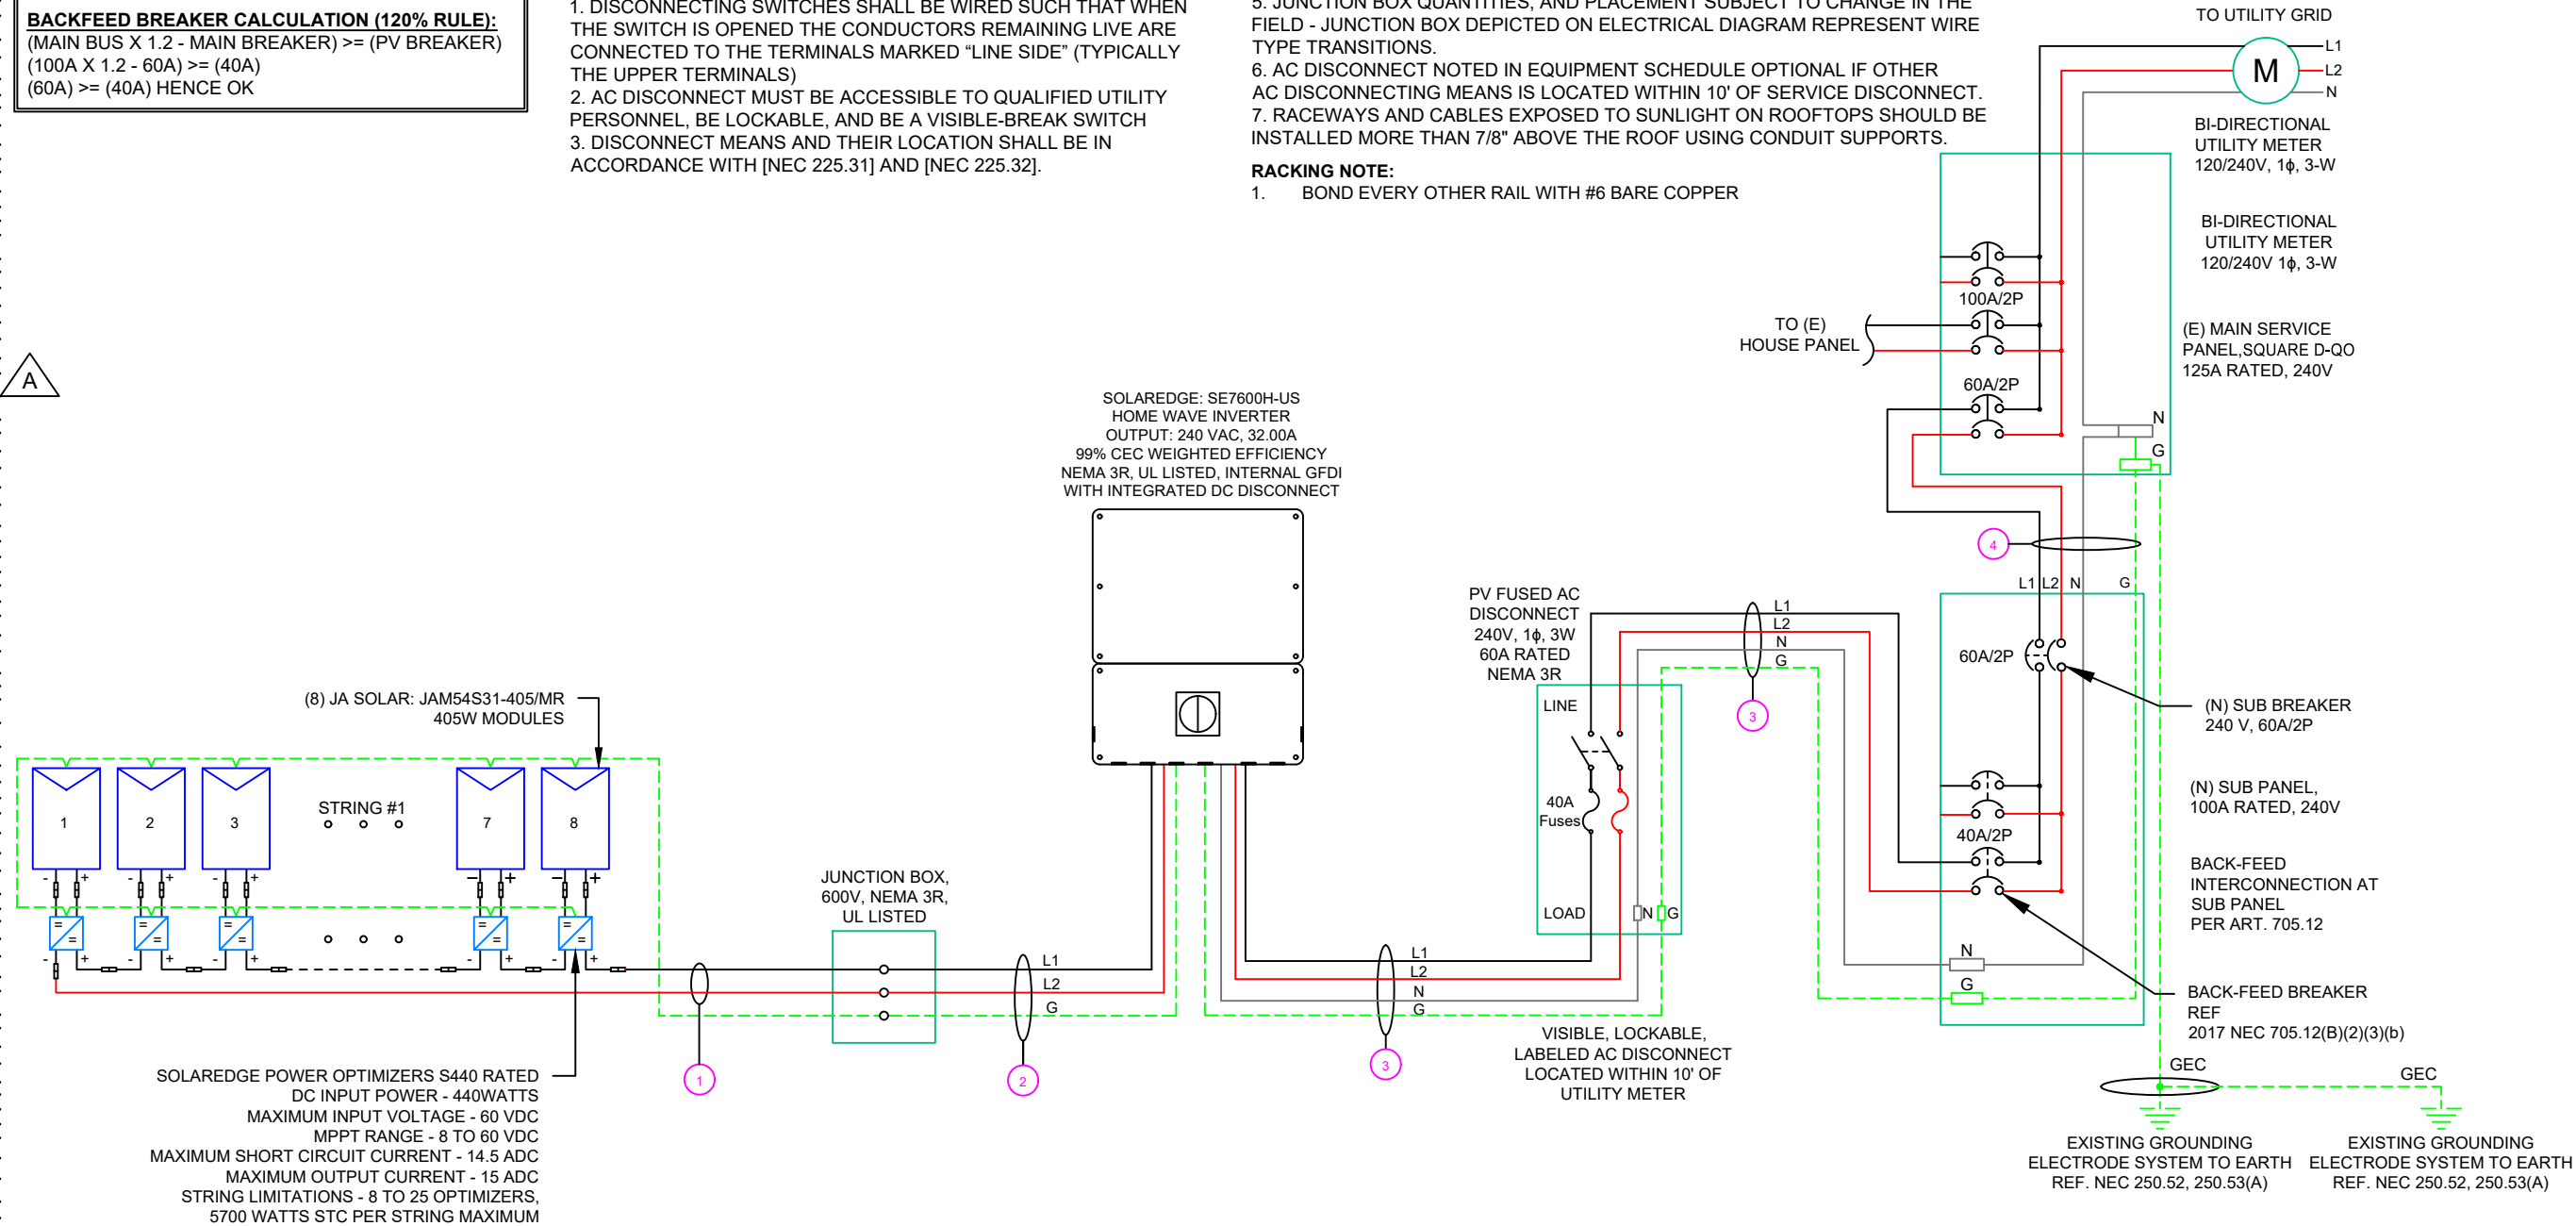 BACKFEED BREAKER CALCULATION (120% RULE):
(MAIN BUS X 1.2 - MAIN BREAKER) >= (PV BREAKER)
(100A X 1.2 - 60A) >= (40A)
(60A) >= (40A) HENCE OK
1. DISCONNECTING SWITCHES SHALL BE WIRED SUCH THAT WHEN
THE SWITCH IS OPENED THE CONDUCTORS REMAINING LIVE ARE
CONNECTED TO THE TERMINALS MARKED “LINE SIDE” (TYPICALLY
THE UPPER TERMINALS)
2. AC DISCONNECT MUST BE ACCESSIBLE TO QUALIFIED UTILITY
PERSONNEL, BE LOCKABLE, AND BE A VISIBLE-BREAK SWITCH
3. DISCONNECT MEANS AND THEIR LOCATION SHALL BE IN
ACCORDANCE WITH [NEC 225.31] AND [NEC 225.32].
5. JUNCTION BOX QUANTITIES, AND PLACEMENT SUBJECT TO CHANGE IN THE
FIELD - JUNCTION BOX DEPICTED ON ELECTRICAL DIAGRAM REPRESENT WIRE
TYPE TRANSITIONS.
6. AC DISCONNECT NOTED IN EQUIPMENT SCHEDULE OPTIONAL IF OTHER
AC DISCONNECTING MEANS IS LOCATED WITHIN 10' OF SERVICE DISCONNECT.
7. RACEWAYS AND CABLES EXPOSED TO SUNLIGHT ON ROOFTOPS SHOULD BE
INSTALLED MORE THAN 7/8" ABOVE THE ROOF USING CONDUIT SUPPORTS.
RACKING NOTE:
1. BOND EVERY OTHER RAIL WITH #6 BARE COPPER
TO UTILITY GRID
L1
M
L2
N
BI-DIRECTIONAL
UTILITY METER
120/240V, 1ϕ, 3-W
BI-DIRECTIONAL
UTILITY METER
120/240V 1ϕ, 3-W
100A/2P
TO (E)
HOUSE PANEL
60A/2P
(E) MAIN SERVICE
PANEL,SQUARE D-QO
125A RATED, 240V
N
G
A
SOLAREDGE: SE7600H-US
HOME WAVE INVERTER
OUTPUT: 240 VAC, 32.00A
99% CEC WEIGHTED EFFICIENCY
NEMA 3R, UL LISTED, INTERNAL GFDI
WITH INTEGRATED DC DISCONNECT
4
L1 L2 N G
PV FUSED AC
DISCONNECT
240V, 1ϕ, 3W
60A RATED
NEMA 3R
L1
L2
N
G
3
LINE
40A
Fuses
LOAD
N G
60A/2P
(N) SUB BREAKER
240 V, 60A/2P
(N) SUB PANEL,
100A RATED, 240V
40A/2P
BACK-FEED
INTERCONNECTION AT
SUB PANEL
PER ART. 705.12
N
G
BACK-FEED BREAKER
REF
2017 NEC 705.12(B)(2)(3)(b)
(8) JA SOLAR: JAM54S31-405/MR
405W MODULES
STRING #1
1 2 3 7 8
- + - + - + - + - +
= = = = = = = = = =
- + - + - + - + - +
JUNCTION BOX,
600V, NEMA 3R,
UL LISTED
L1
L2
G
1
2
L1
L2
N
G
3
VISIBLE, LOCKABLE,
LABELED AC DISCONNECT
LOCATED WITHIN 10' OF
UTILITY METER
SOLAREDGE POWER OPTIMIZERS S440 RATED
DC INPUT POWER - 440WATTS
MAXIMUM INPUT VOLTAGE - 60 VDC
MPPT RANGE - 8 TO 60 VDC
MAXIMUM SHORT CIRCUIT CURRENT - 14.5 ADC
MAXIMUM OUTPUT CURRENT - 15 ADC
STRING LIMITATIONS - 8 TO 25 OPTIMIZERS,
5700 WATTS STC PER STRING MAXIMUM
GEC
GEC
EXISTING GROUNDING
ELECTRODE SYSTEM TO EARTH
REF. NEC 250.52, 250.53(A)
EXISTING GROUNDING
ELECTRODE SYSTEM TO EARTH
REF. NEC 250.52, 250.53(A)